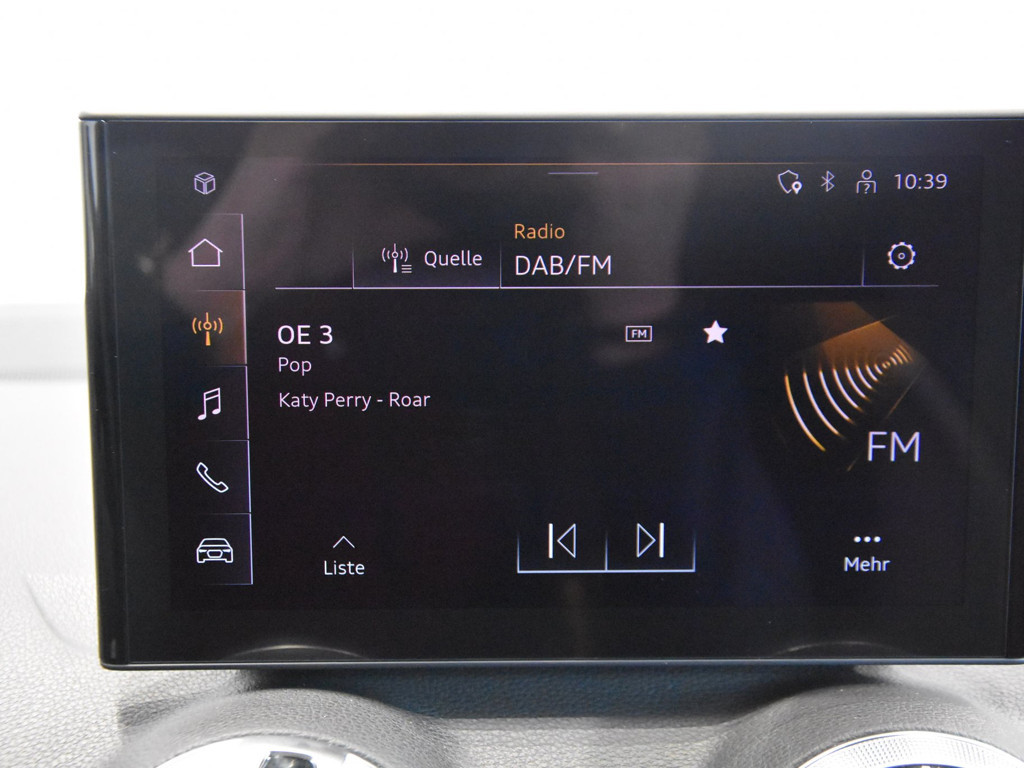 10:39
Radio
Quelle
DAB/FM
OE 3
FM
Pop
Katy Perry - Roar
FM
Liste
Mehr